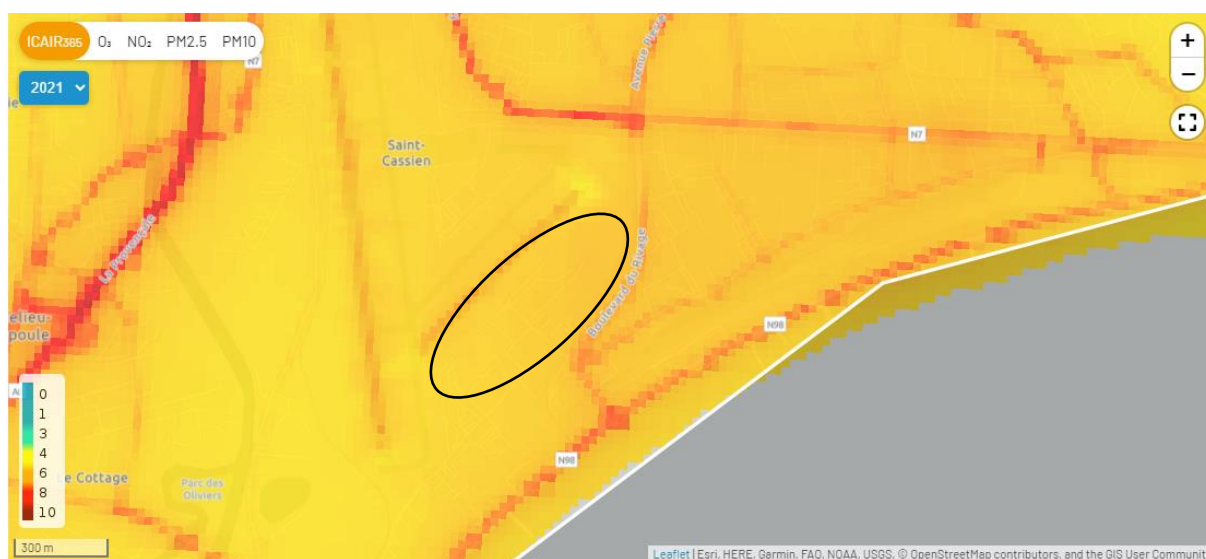 ICAIR365 O₃ NO₂ PM2.5 PM10
2021
N7
Avenue Pierre
+
−
N7
Saint-
Cassien
La Provençale
Boulevard du Rivage
N98
elieu-
poule
0
1
3
4
6
8
10
Le Cottage
Parc des
Oliviers
N98
300 m
Leaflet | Esri, HERE, Garmin, FAO, NOAA, USGS, © OpenStreetMap contributors, and the GIS User Communit